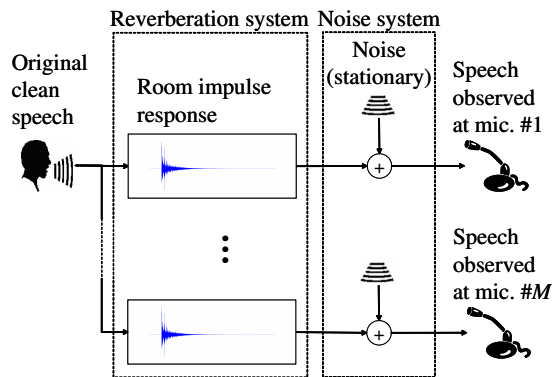 Reverberation system
Noise system
Original
clean
speech
Room impulse
response
Noise
(stationary)
Speech
observed
at mic. #1
+
Speech
observed
at mic. #M
+